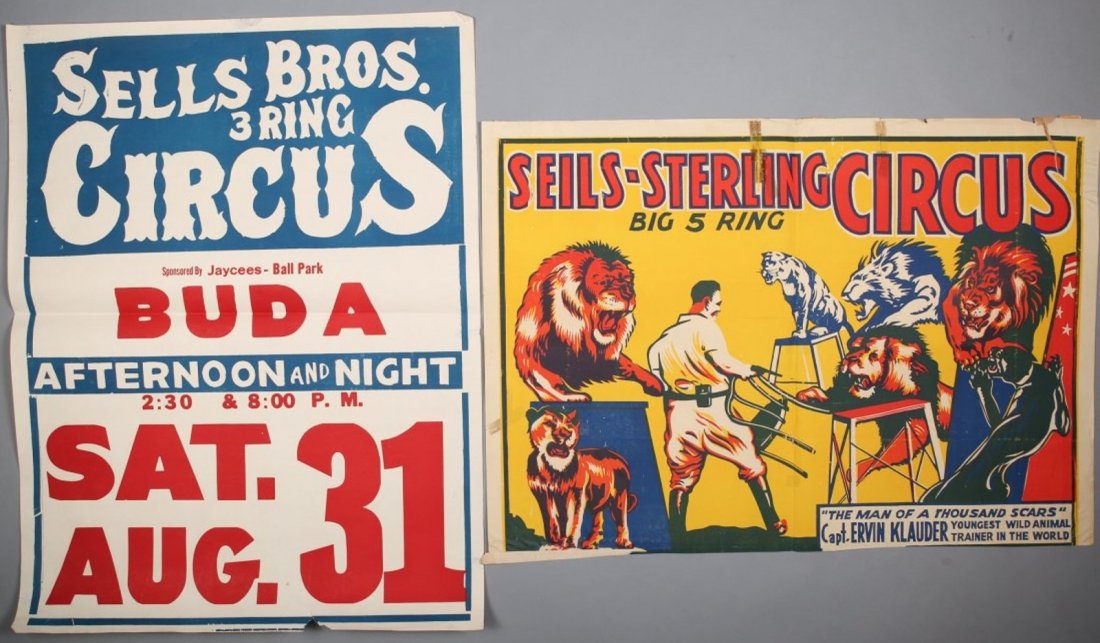 SELLS BROS.
3 RING
CIRCUS
Sponsored By Jaycees - Ball Park
BUDA
AFTERNOON AND NIGHT
2:30 & 8:00 P. M.
SAT.
AUG. 31
SEILS-STERLING CIRCUS
BIG 5 RING
"THE MAN OF A THOUSAND SCARS"
Capt. ERVIN KLAUDER YOUNGEST WILD ANIMAL
TRAINER IN THE WORLD